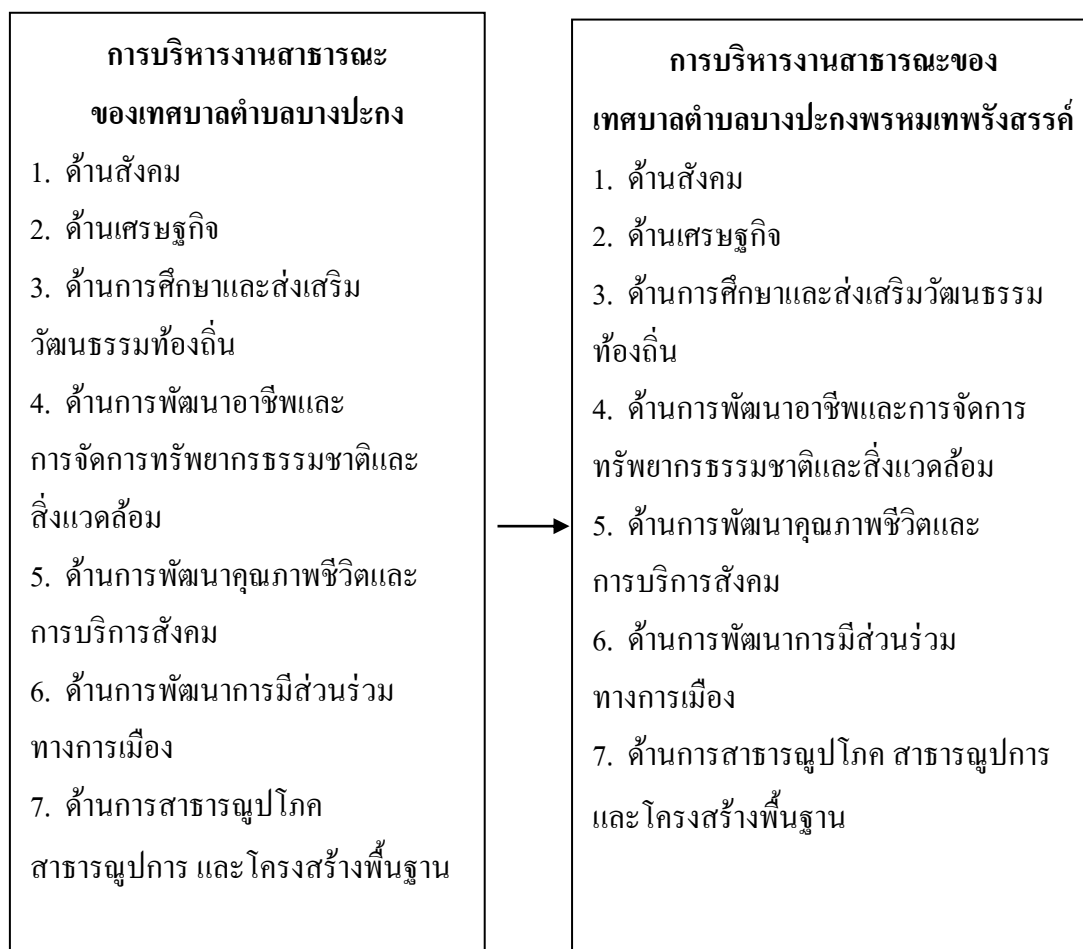 การบริหารงานสาธารณะ
ของเทศบาลตำบลบางปะกง
1. ด้านสังคม
2. ด้านเศรษฐกิจ
3. ด้านการศึกษาและส่งเสริม
วัฒนธรรมท้องถิ่น
4. ด้านการพัฒนาอาชีพและ
การจัดการทรัพยากรธรรมชาติและ
สิ่งแวดล้อม
5. ด้านการพัฒนาคุณภาพชีวิตและ
การบริการสังคม
6. ด้านการพัฒนาการมีส่วนร่วม
ทางการเมือง
7. ด้านการสาธารณูปโภค
สาธารณูปการ และโครงสร้างพื้นฐาน
การบริหารงานสาธารณะของ
เทศบาลตำบลบางปะกงพรหมเทพรังสรรค์
1. ด้านสังคม
2. ด้านเศรษฐกิจ
3. ด้านการศึกษาและส่งเสริมวัฒนธรรม
ท้องถิ่น
4. ด้านการพัฒนาอาชีพและการจัดการ
ทรัพยากรธรรมชาติและสิ่งแวดล้อม
5. ด้านการพัฒนาคุณภาพชีวิตและ
การบริการสังคม
6. ด้านการพัฒนาการมีส่วนร่วม
ทางการเมือง
7. ด้านการสาธารณูปโภค สาธารณูปการ
และโครงสร้างพื้นฐาน